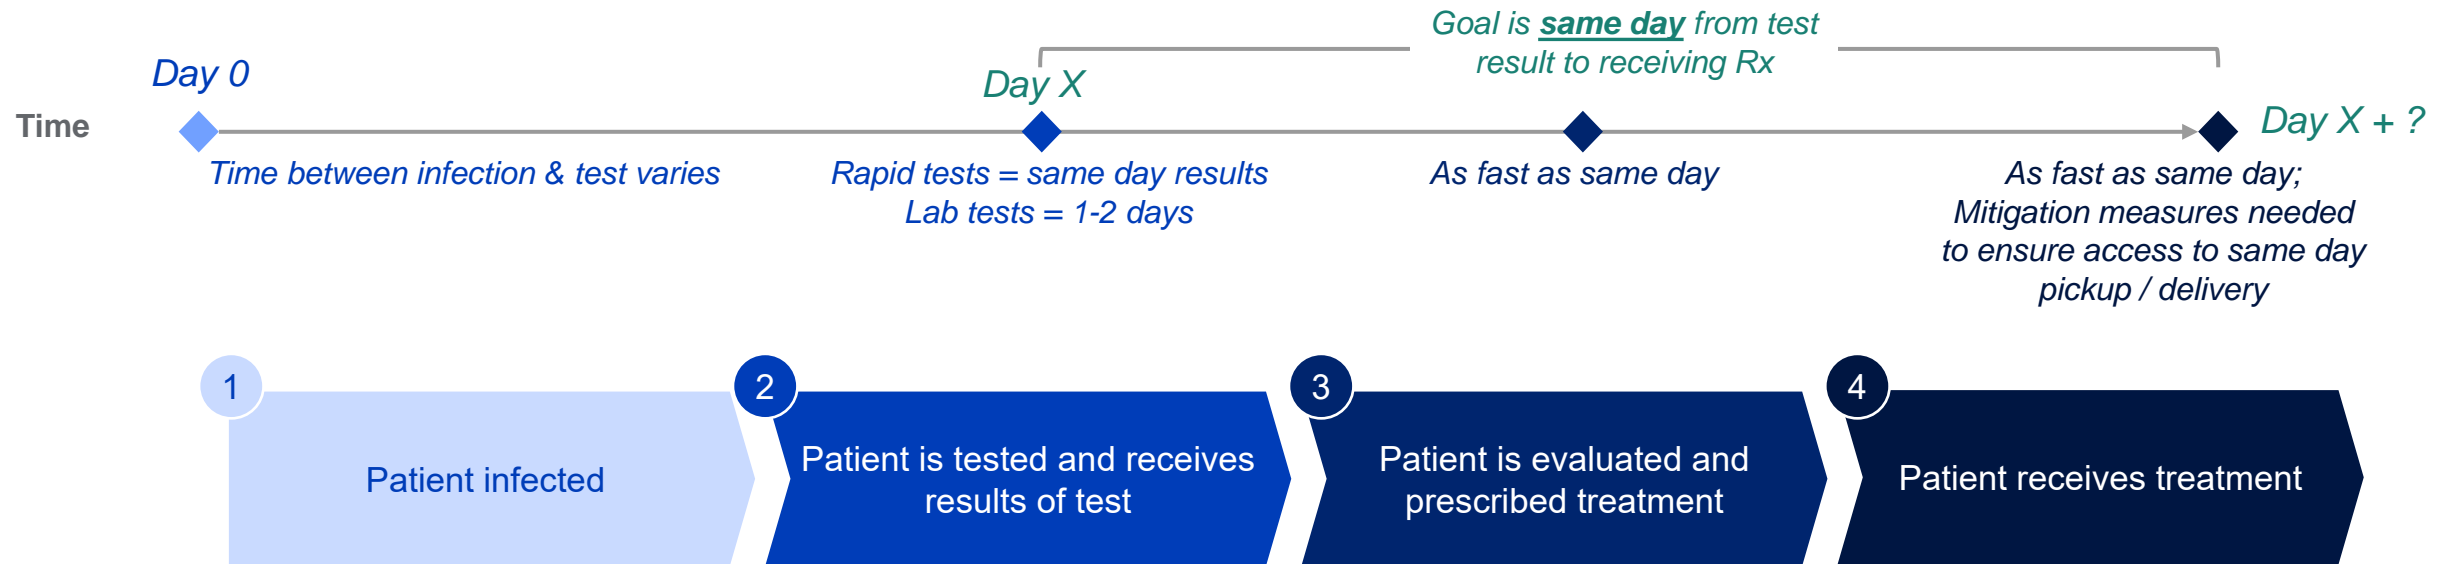 Goal is same day from test
result to receiving Rx
Day 0
Day X
Time
Day X + ?
Time between infection & test varies
Rapid tests = same day results
Lab tests = 1-2 days
As fast as same day
As fast as same day;
Mitigation measures needed
to ensure access to same day
pickup / delivery
1
Patient infected
2
Patient is tested and receives
results of test
3
Patient is evaluated and
prescribed treatment
4
Patient receives treatment